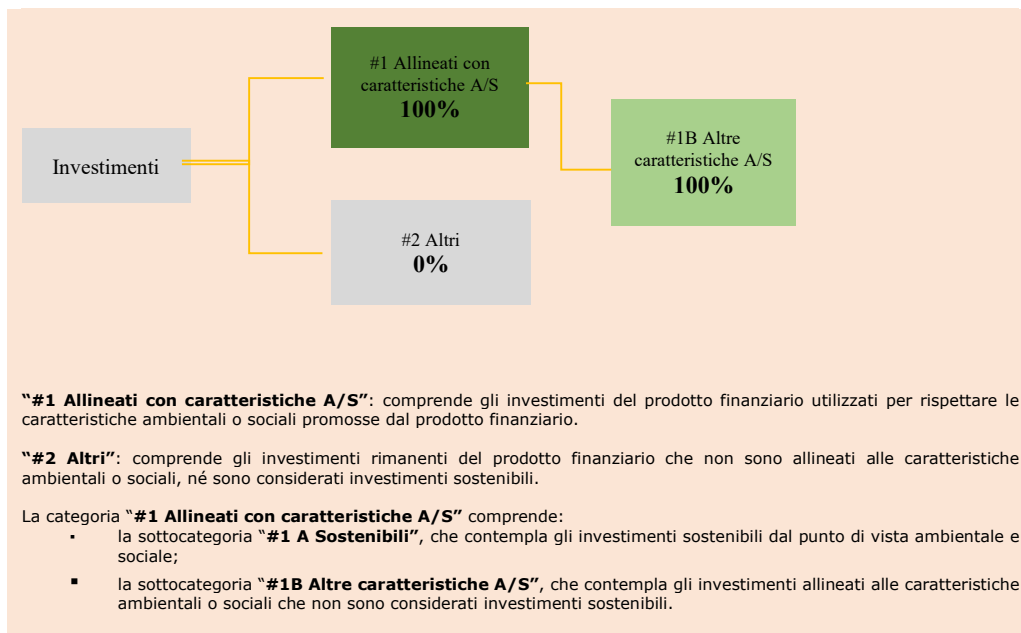 #1 Allineati con
caratteristiche A/S
100%
#1B Altre
caratteristiche A/S
100%
Investimenti
#2 Altri
0%
“#1 Allineati con caratteristiche A/S”: comprende gli investimenti del prodotto finanziario utilizzati per rispettare le
caratteristiche ambientali o sociali promosse dal prodotto finanziario.
“#2 Altri”: comprende gli investimenti rimanenti del prodotto finanziario che non sono allineati alle caratteristiche
ambientali o sociali, né sono considerati investimenti sostenibili.
La categoria “#1 Allineati con caratteristiche A/S” comprende:
▪ la sottocategoria “#1 A Sostenibili”, che contempla gli investimenti sostenibili dal punto di vista ambientale e
sociale;
▪ la sottocategoria “#1B Altre caratteristiche A/S”, che contempla gli investimenti allineati alle caratteristiche
ambientali o sociali che non sono considerati investimenti sostenibili.